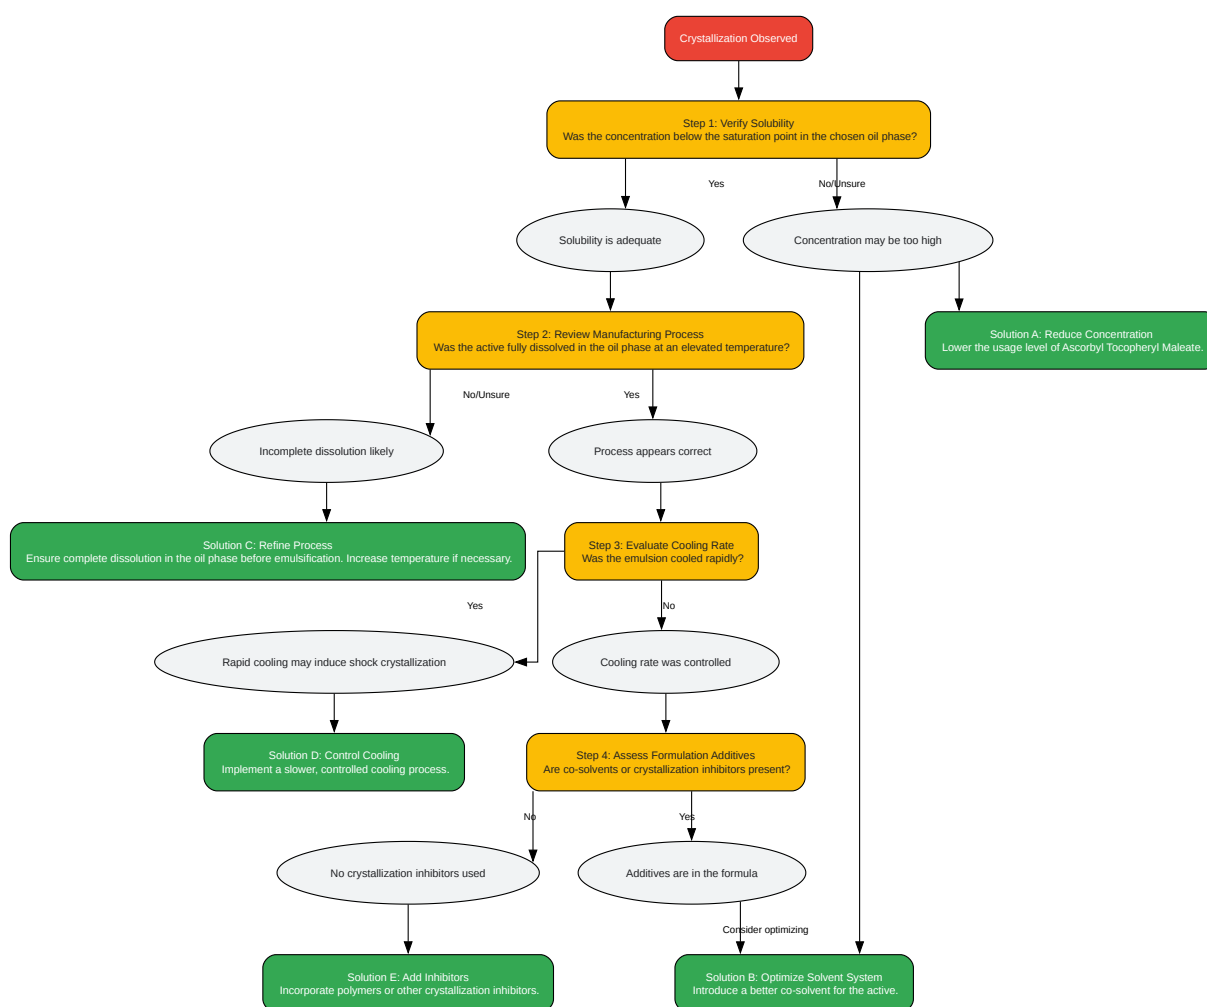 Crystallization Observed
Step 1: Verify Solubility
Was the concentration below the saturation point in the chosen oil phase?
Yes
No/Unsure
Solubility is adequate
Concentration may be too high
Step 2: Review Manufacturing Process
Was the active fully dissolved in the oil phase at an elevated temperature?
Solution A: Reduce Concentration
Lower the usage level of Ascorbyl Tocopheryl Maleate.
No/Unsure
Yes
Incomplete dissolution likely
Process appears correct
Solution C: Refine Process
Ensure complete dissolution in the oil phase before emulsification. Increase temperature if necessary.
Step 3: Evaluate Cooling Rate
Was the emulsion cooled rapidly?
Yes
No
Rapid cooling may induce shock crystallization
Cooling rate was controlled
Solution D: Control Cooling
Implement a slower, controlled cooling process.
Step 4: Assess Formulation Additives
Are co-solvents or crystallization inhibitors present?
No
Yes
No crystallization inhibitors used
Additives are in the formula
Consider optimizing
Solution E: Add Inhibitors
Incorporate polymers or other crystallization inhibitors.
Solution B: Optimize Solvent System
Introduce a better co-solvent for the active.